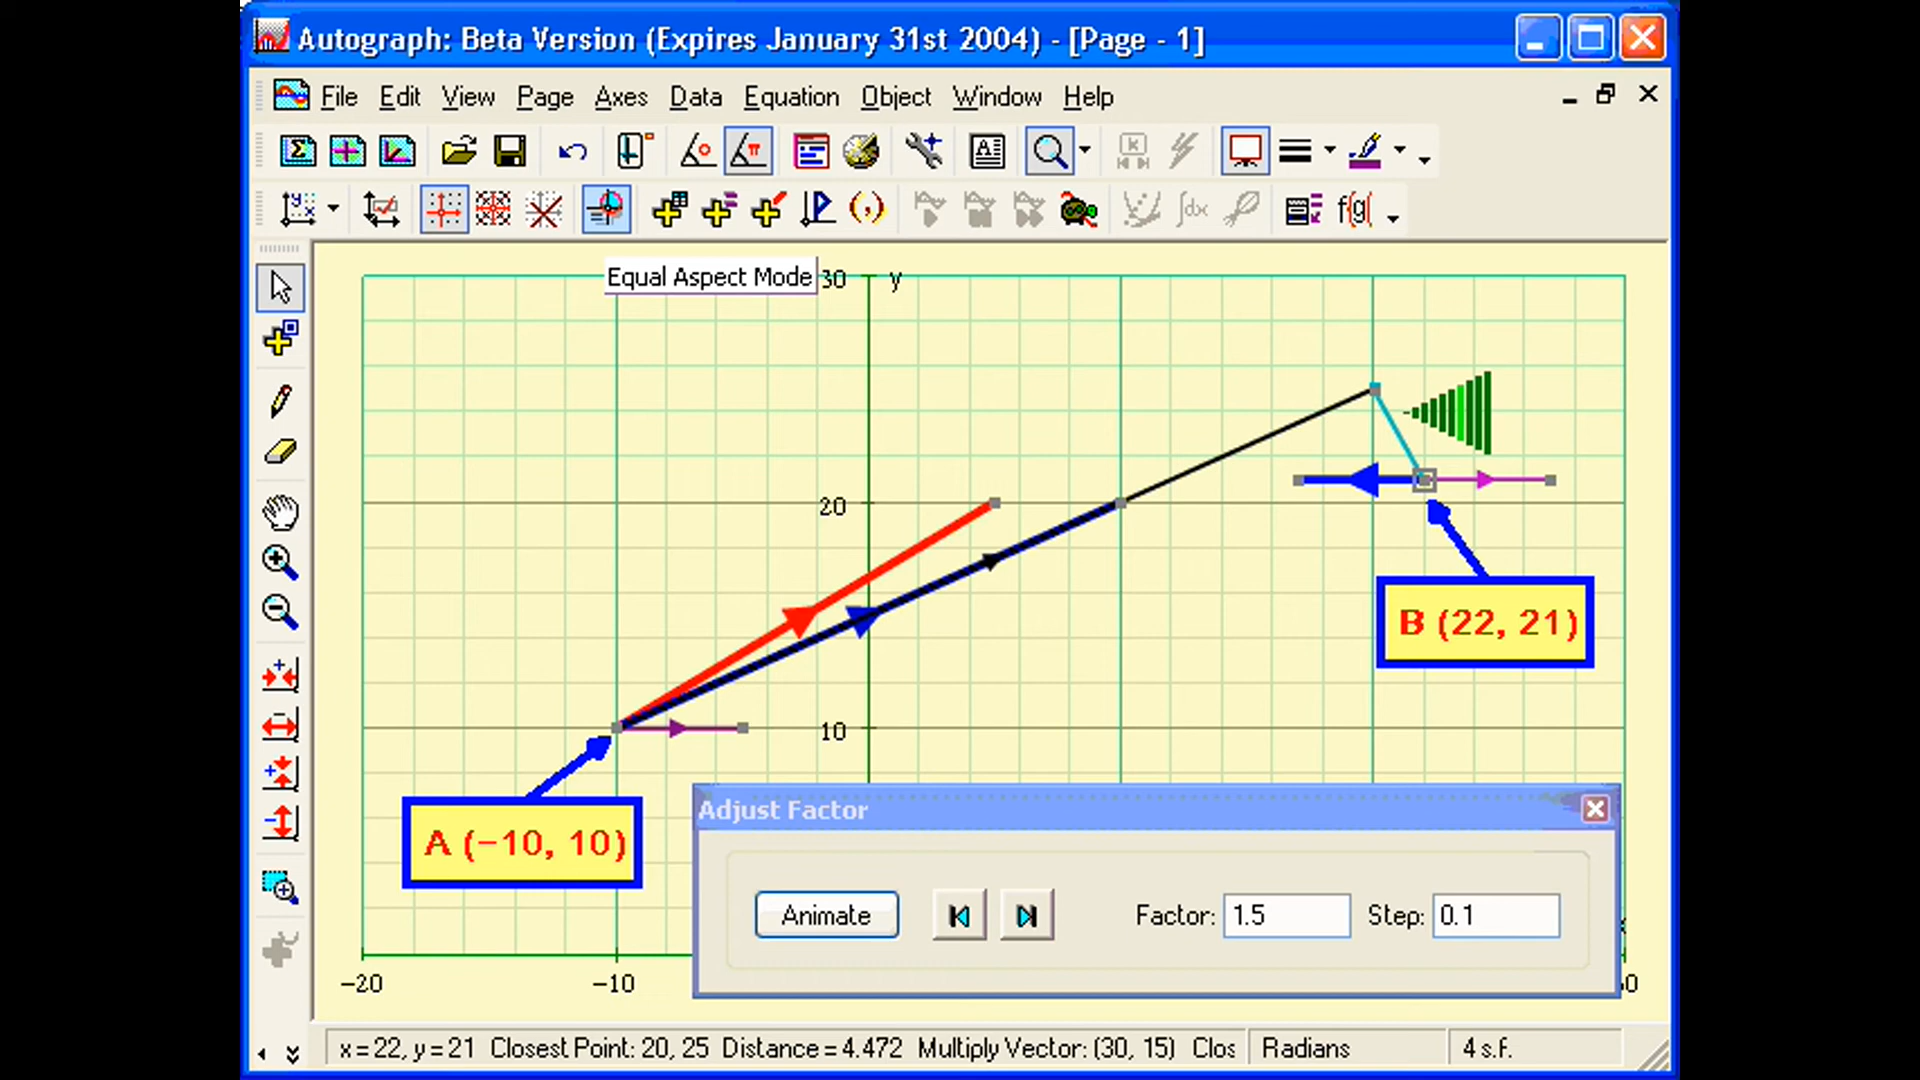 Autograph: Beta Version (Expires January 31st 2004) - [Page - 1]
File Edit View Page Axes Data Equation Object Window Help
Equal Aspect Mode
30 y
20
10
B (22, 21)
A (-10, 10)
-20
-10
Adjust Factor
Animate Factor: 1.5 Step: 0.1
x = 22, y = 21 Closest Point: 20, 25 Distance = 4.472 Multiply Vector: (30, 15) Clos Radians 4 s.f.